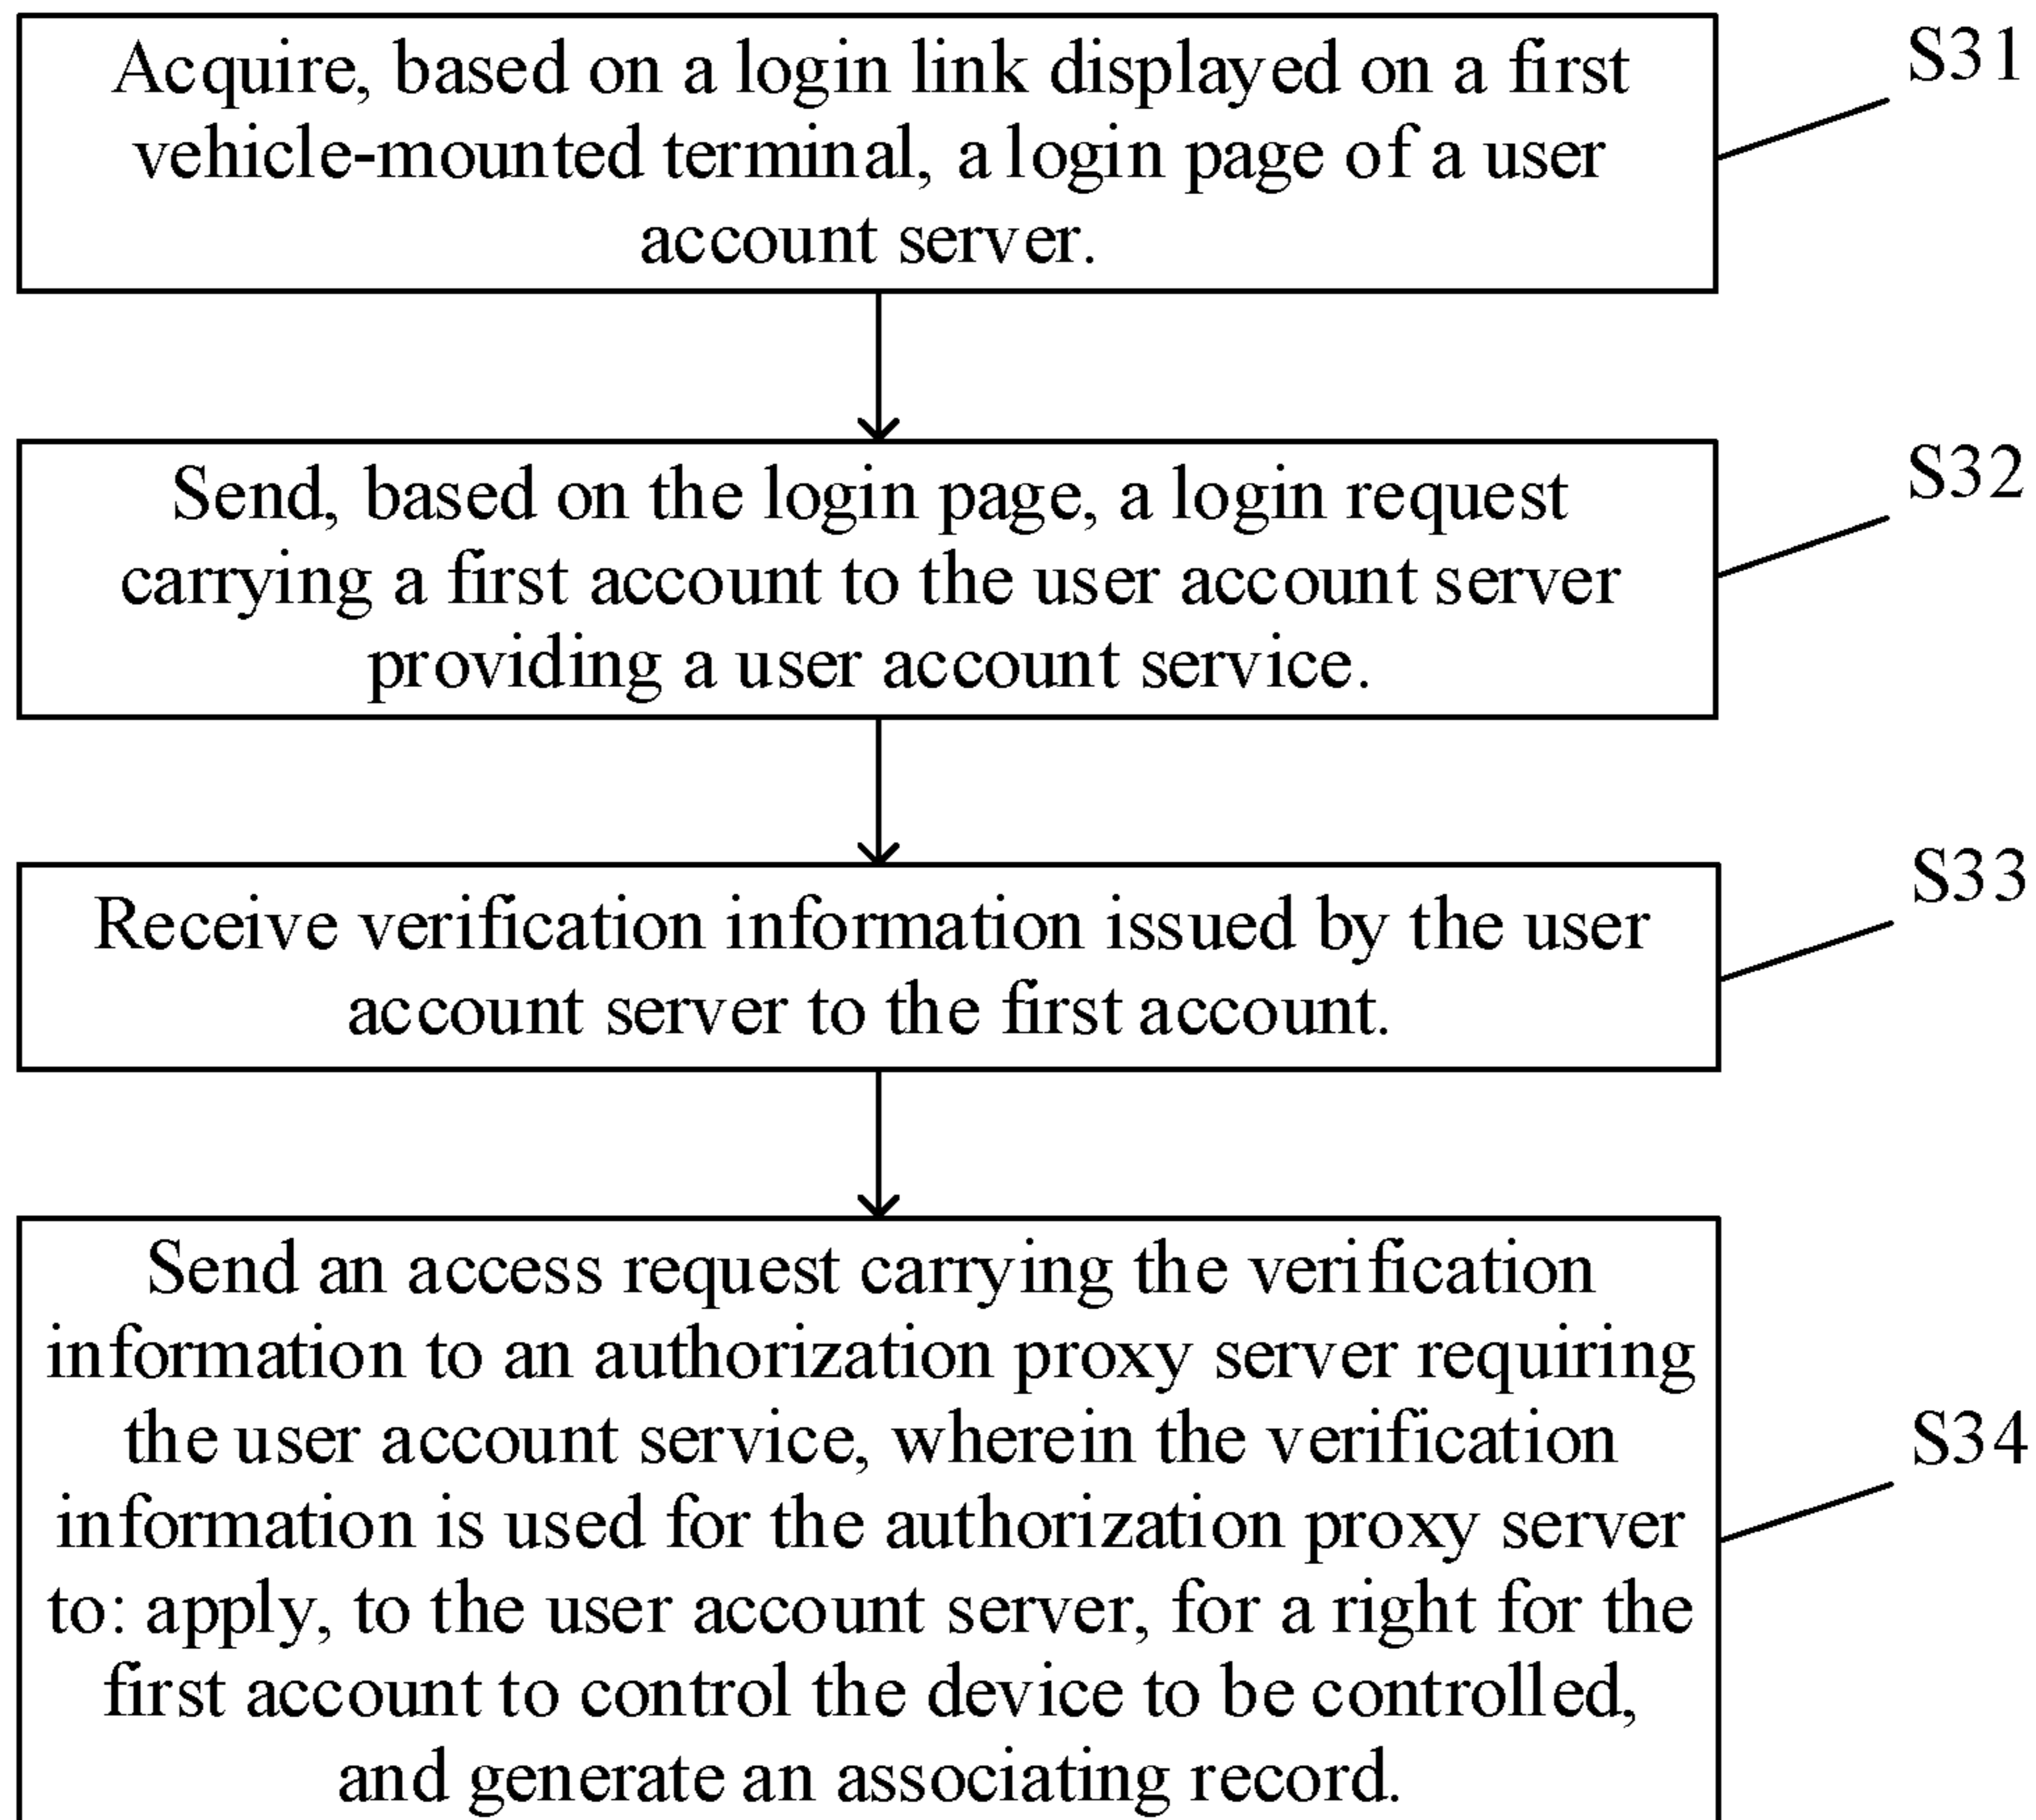 Acquire, based on a login link displayed on a first
vehicle-mounted terminal, a login page of a user
account server.
S31
Send, based on the login page, a login request
carrying a first account to the user account server
providing a user account service.
S32
Receive verification information issued by the user
account server to the first account.
S33
Send an access request carrying the verification
information to an authorization proxy server requiring
the user account service, wherein the verification
information is used for the authorization proxy server
to: apply, to the user account server, for a right for the
first account to control the device to be controlled,
and generate an associating record.
S34